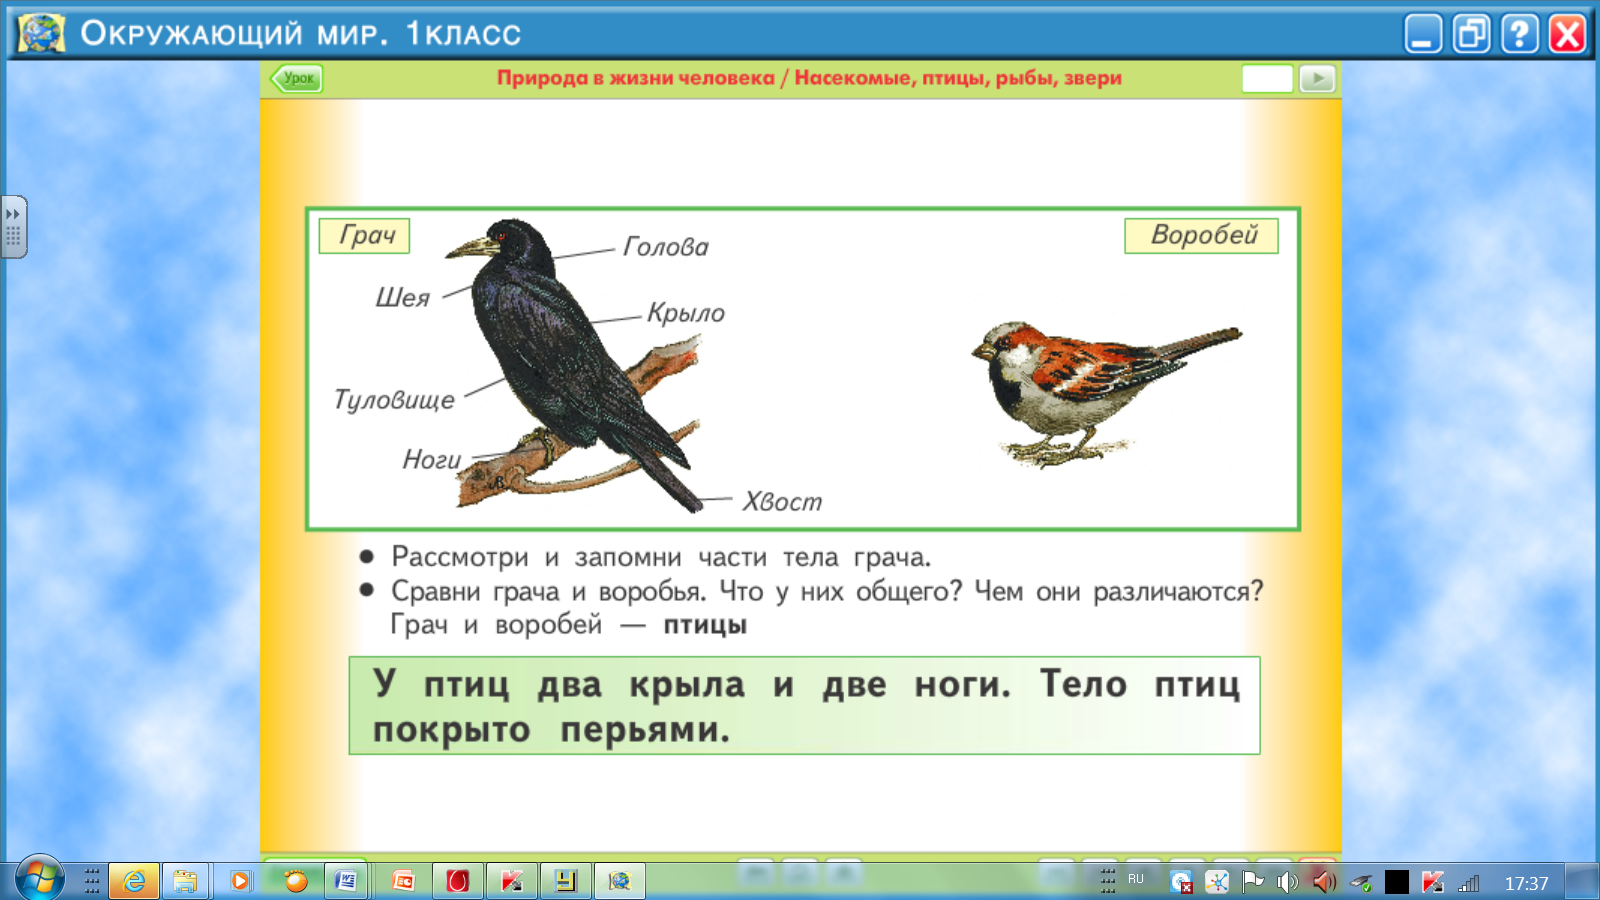 Окружающий мир. 1класс
Урок
Природа в жизни человека / Насекомые, птицы, рыбы, звери
Грач
Воробей
Голова
Шея
Крыло
Туловище
Ноги
Хвост
• Рассмотри и запомни части тела грача.
• Сравни грача и воробья. Что у них общего? Чем они различаются?
Грач и воробей — птицы
У птиц два крыла и две ноги. Тело птиц
покрыто перьями.
RU
17:37